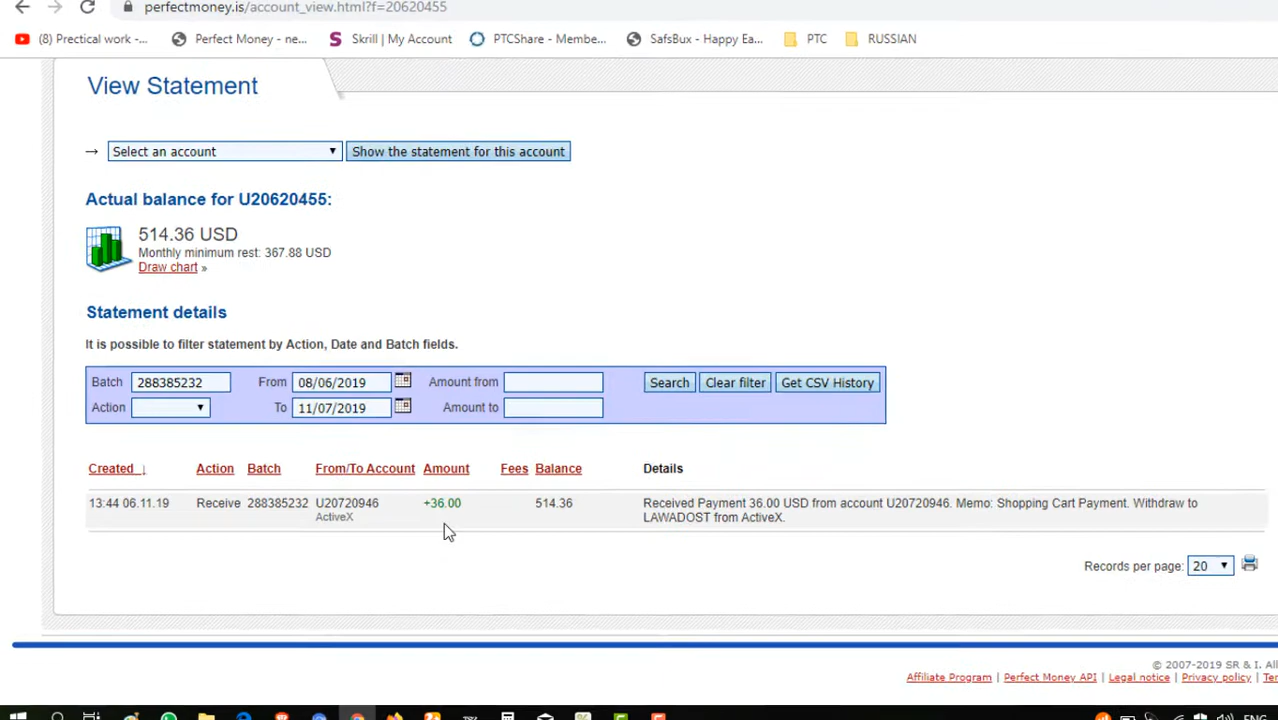 perfectmoney.is/account_view.html?f=20620455
(8) Prectical work -...
Perfect Money - ne...
Skrill | My Account
PTCShare - Membe...
SafsBux - Happy Ea...
PTC
RUSSIAN
View Statement
→ Select an account Show the statement for this account
Actual balance for U20620455:
514.36 USD
Monthly minimum rest: 367.88 USD
Draw chart »
Statement details
It is possible to filter statement by Action, Date and Batch fields.
Batch 288385232 From 08/06/2019 Amount from Search Clear filter Get CSV History
Action To 11/07/2019 Amount to
Created ↓ Action Batch From/To Account Amount Fees Balance Details
13:44 06.11.19 Receive 288385232 U20720946 +36.00 514.36 Received Payment 36.00 USD from account U20720946. Memo: Shopping Cart Payment. Withdraw to
ActiveX LAWADOST from ActiveX.
Records per page: 20
© 2007-2019 SR & I. All
Affiliate Program | Perfect Money API | Legal notice | Privacy policy |
ENG